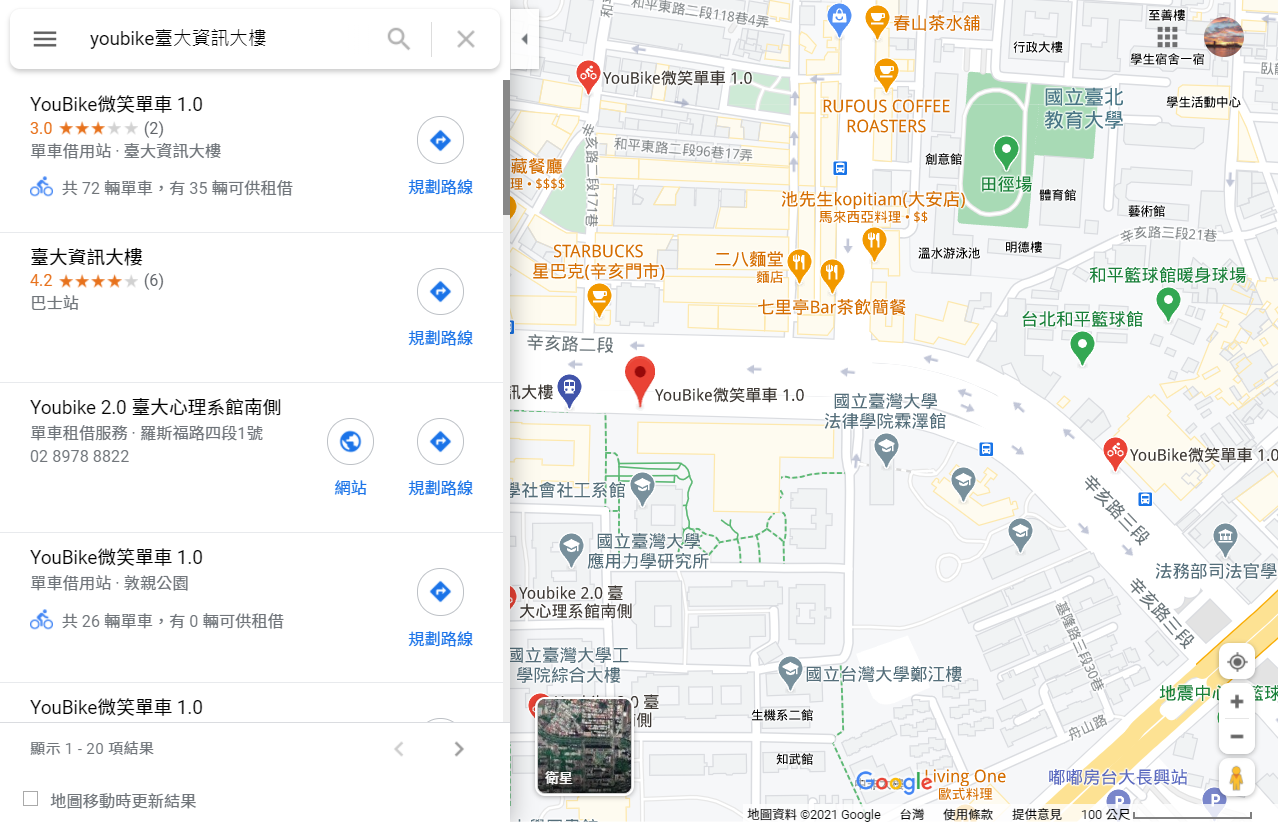 youbike臺大資訊大樓
YouBike微笑單車 1.0
3.0 ★★★★★ (2)
單車借用站 · 臺大資訊大樓
共 72 輛單車，有 35 輛可供租借
規劃路線
臺大資訊大樓
4.2 ★★★★★ (6)
巴士站
規劃路線
Youbike 2.0 臺大心理系館南側
單車租借服務 · 羅斯福路四段1號
02 8978 8822
網站
規劃路線
YouBike微笑單車 1.0
單車借用站 · 敦親公園
共 26 輛單車，有 0 輛可供租借
規劃路線
YouBike微笑單車 1.0
顯示 1 - 20 項結果
地圖移動時更新結果
和平東路二段118巷4弄
春山茶水舖
至善樓
行政大樓
學生宿舍一宿
YouBike微笑單車 1.0
RUFOUS COFFEE
ROASTERS
國立臺北
教育大學
學生活動中心
辛亥路二段171巷
和平東路二段96巷17弄
創意館
藏餐廳
理 • $$$$
田徑場
體育館
池先生kopitiam(大安店)
馬來西亞料理 • $$
藝術館
辛亥路三段21巷
明德樓
溫水游泳池
STARBUCKS
星巴克(辛亥門市)
二八麵堂
麵店
和平籃球館暖身球場
七里亭Bar茶飲簡餐
台北和平籃球館
辛亥路二段
訊大樓
YouBike微笑單車 1.0
國立臺灣大學
法律學院霖澤館
YouBike微笑單車 1.0
辛亥路三段
學社會社工系館
國立臺灣大學
應用力學研究所
法務部司法官學
Youbike 2.0 臺
大心理系館南側
辛亥路三段
基隆路三段30巷
國立臺灣大學工
學院綜合大樓
國立台灣大學鄭江樓
生機系二館
舟山路
知武館
衛星
Google
Living One
歐式料理
嘟嘟房台大長興站
地圖資料 ©2021 Google
台灣
使用條款
提供意見
100 公尺